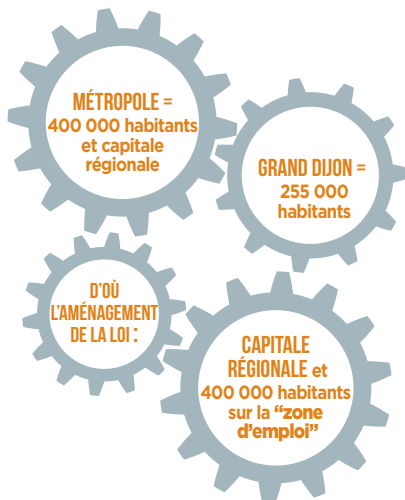 MÉTROPOLE =
400 000 habitants
et capitale
régionale
GRAND DIJON =
255 000
habitants
D'OÙ
L'AMÉNAGEMENT
DE LA LOI :
CAPITALE
RÉGIONALE et
400 000 habitants
sur la “zone
d'emploi”